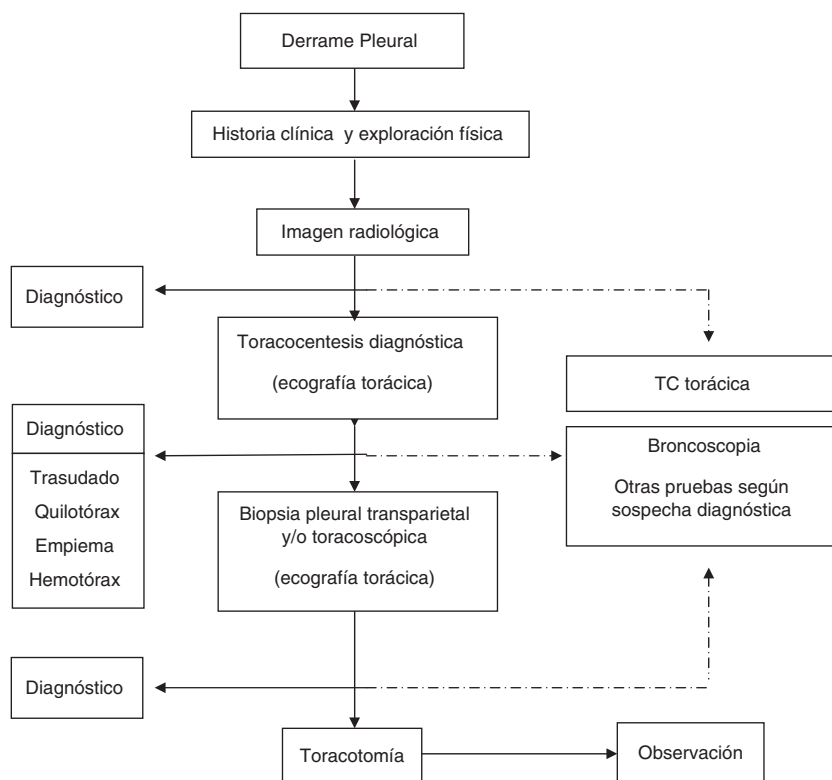 Derrame Pleural
Historia clínica y exploración física
Imagen radiológica
Diagnóstico
Toracocentesis diagnóstica
(ecografía torácica)
TC torácica
Diagnóstico
Trasudado
Quilotórax
Empiema
Hemotórax
Broncoscopia
Otras pruebas según
sospecha diagnóstica
Biopsia pleural transparietal
y/o toracoscópica
(ecografía torácica)
Diagnóstico
Toracotomía
Observación